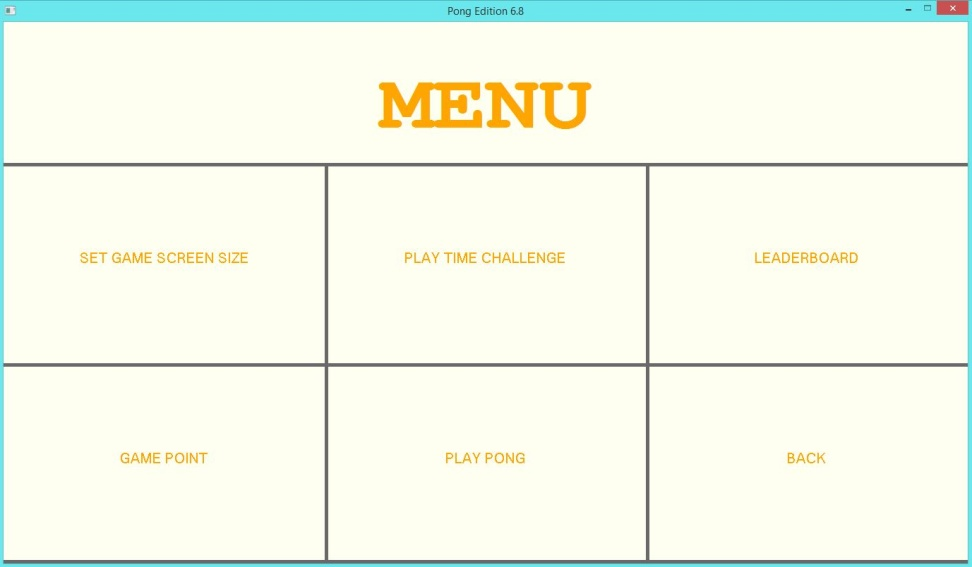 Pong Edition 6.8
MENU
SET GAME SCREEN SIZE
PLAY TIME CHALLENGE
LEADERBOARD
GAME POINT
PLAY PONG
BACK